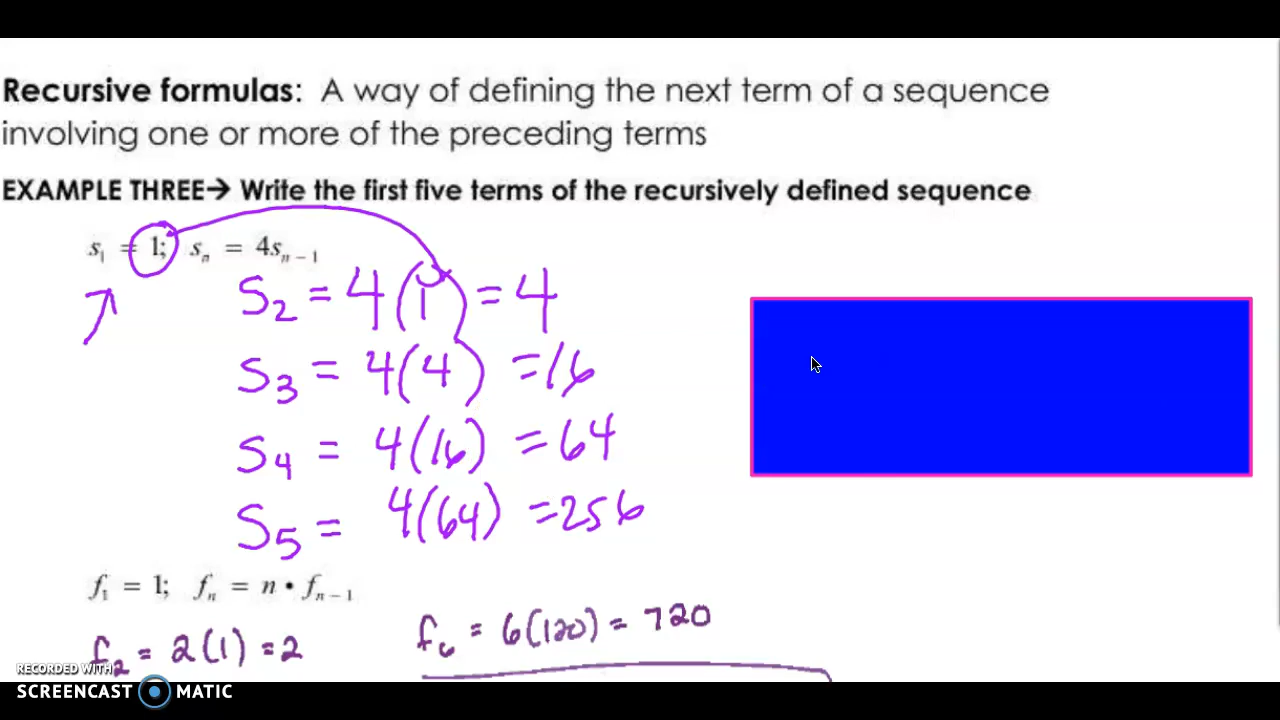 Recursive formulas: A way of defining the next term of a sequence
involving one or more of the preceding terms
EXAMPLE THREE→ Write the first five terms of the recursively defined sequence
s₁ = 1; sₙ = 4sₙ₋₁
S₂ = 4(1) = 4
S₃ = 4(4) = 16
S₄ = 4(16) = 64
S₅ = 4(64) = 256
f₁ = 1; fₙ = n • fₙ₋₁
f₂ = 2(1) = 2
f₆ = 6(120) = 720
RECORDED WITH
SCREENCAST MATIC